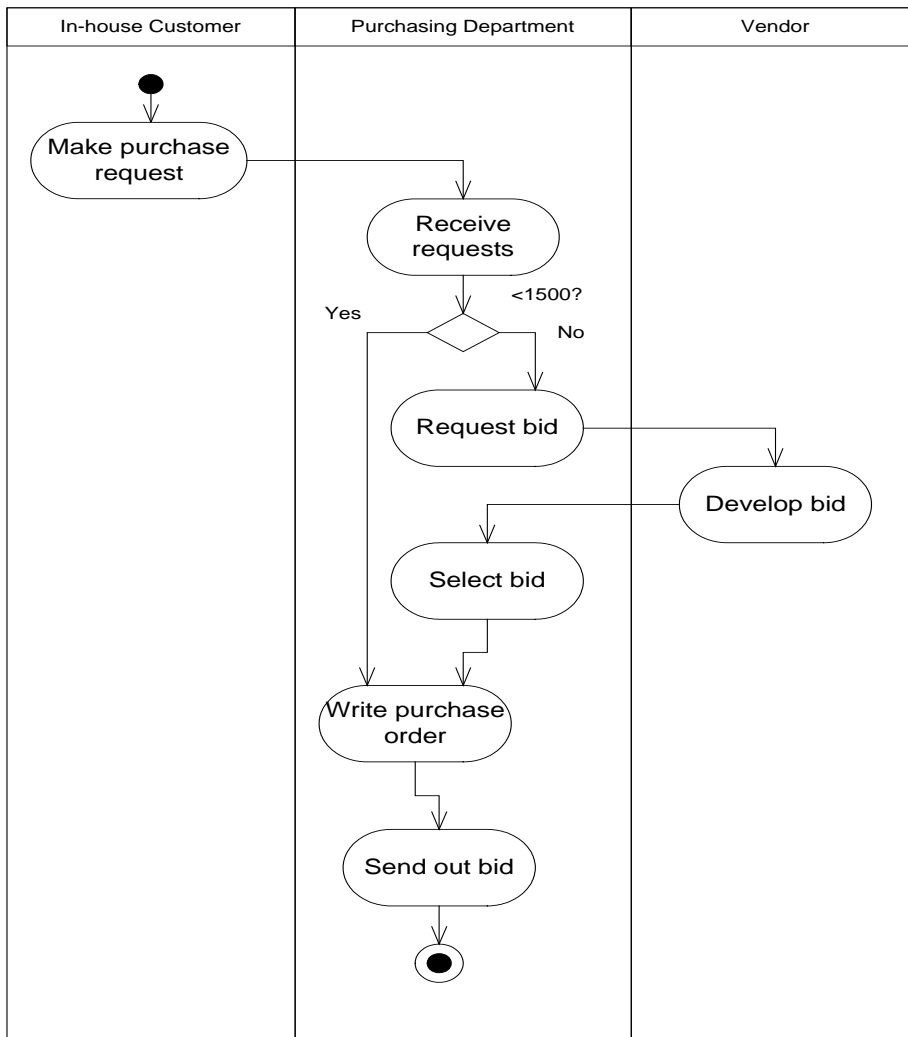 In-house Customer
Purchasing Department
Vendor
Make purchase
request
Receive
requests
<1500?
Yes
No
Request bid
Develop bid
Select bid
Write purchase
order
Send out bid